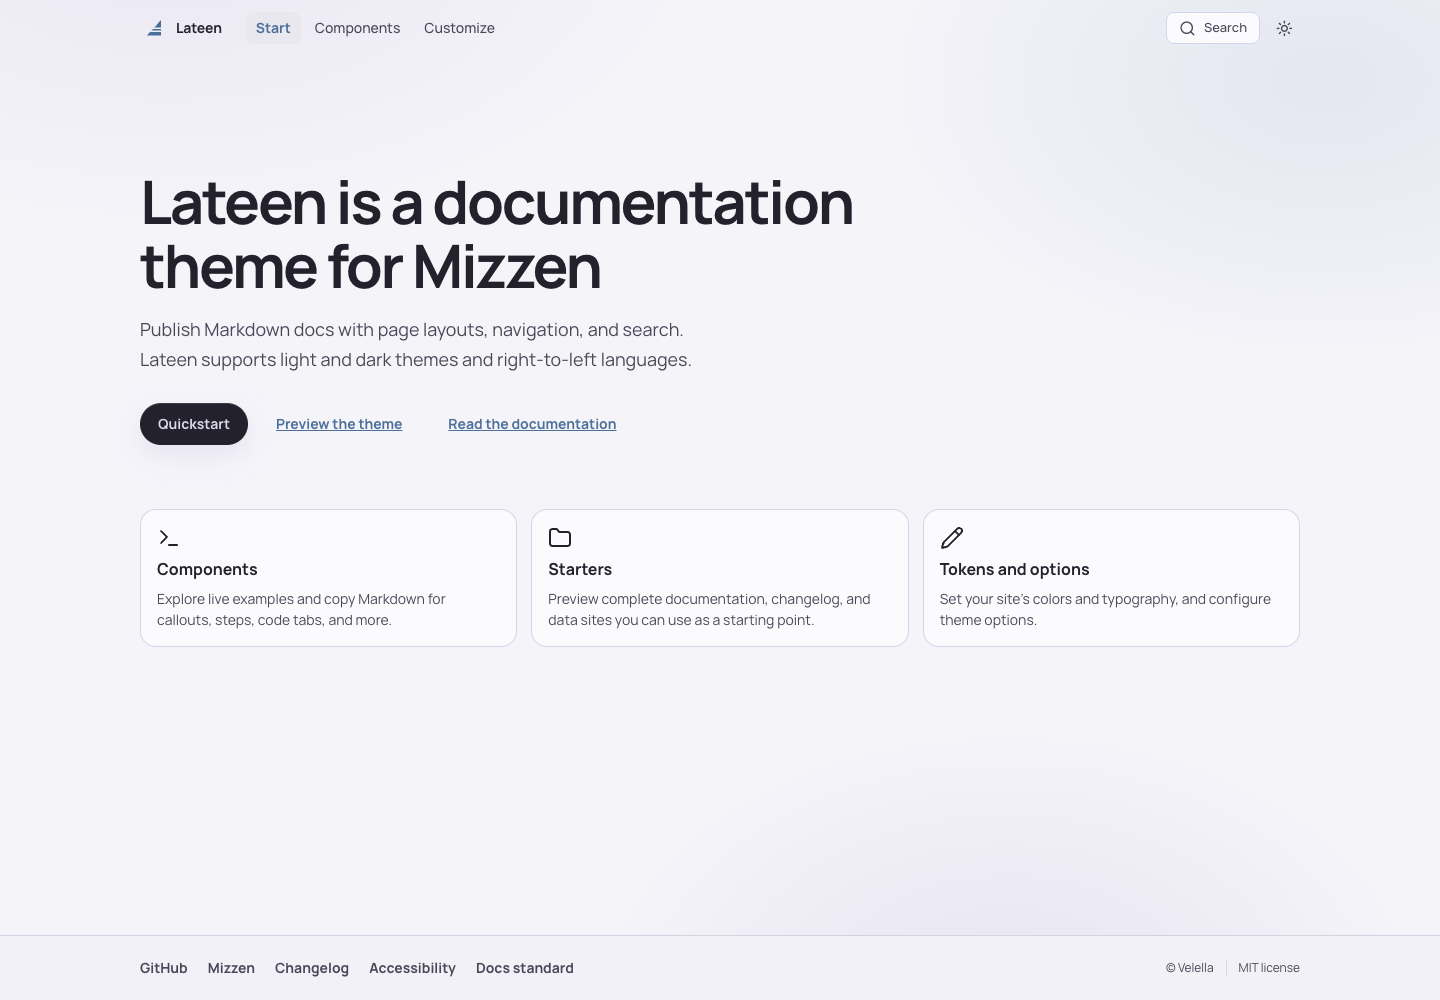 Lateen
Start
Components
Customize
Search
Lateen is a documentation
theme for Mizzen
Publish Markdown docs with page layouts, navigation, and search.
Lateen supports light and dark themes and right-to-left languages.
Quickstart
Preview the theme
Read the documentation
Components
Explore live examples and copy Markdown for
callouts, steps, code tabs, and more.
Starters
Preview complete documentation, changelog, and
data sites you can use as a starting point.
Tokens and options
Set your site's colors and typography, and configure
theme options.
GitHub
Mizzen
Changelog
Accessibility
Docs standard
© Velella
MIT license